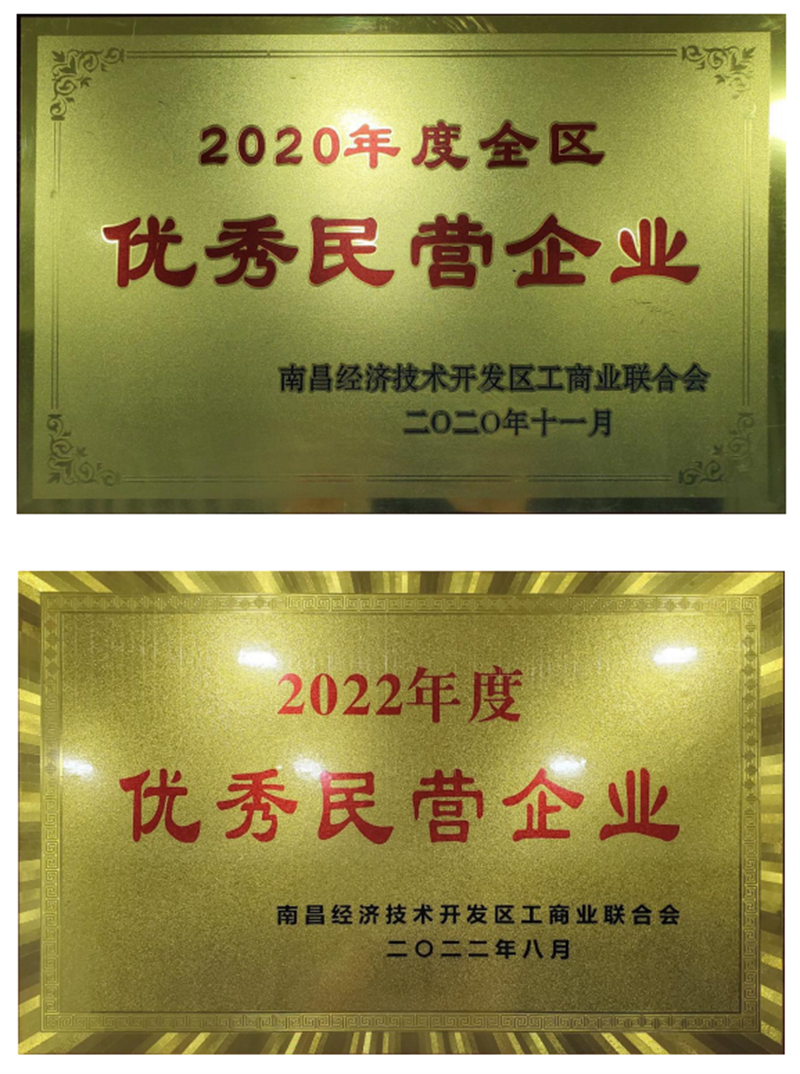 2020年度全区
优秀民营企业
南昌经济技术开发区工商业联合会
二〇二〇年十一月
2022年度
优秀民营企业
南昌经济技术开发区工商业联合会
二〇二二年八月